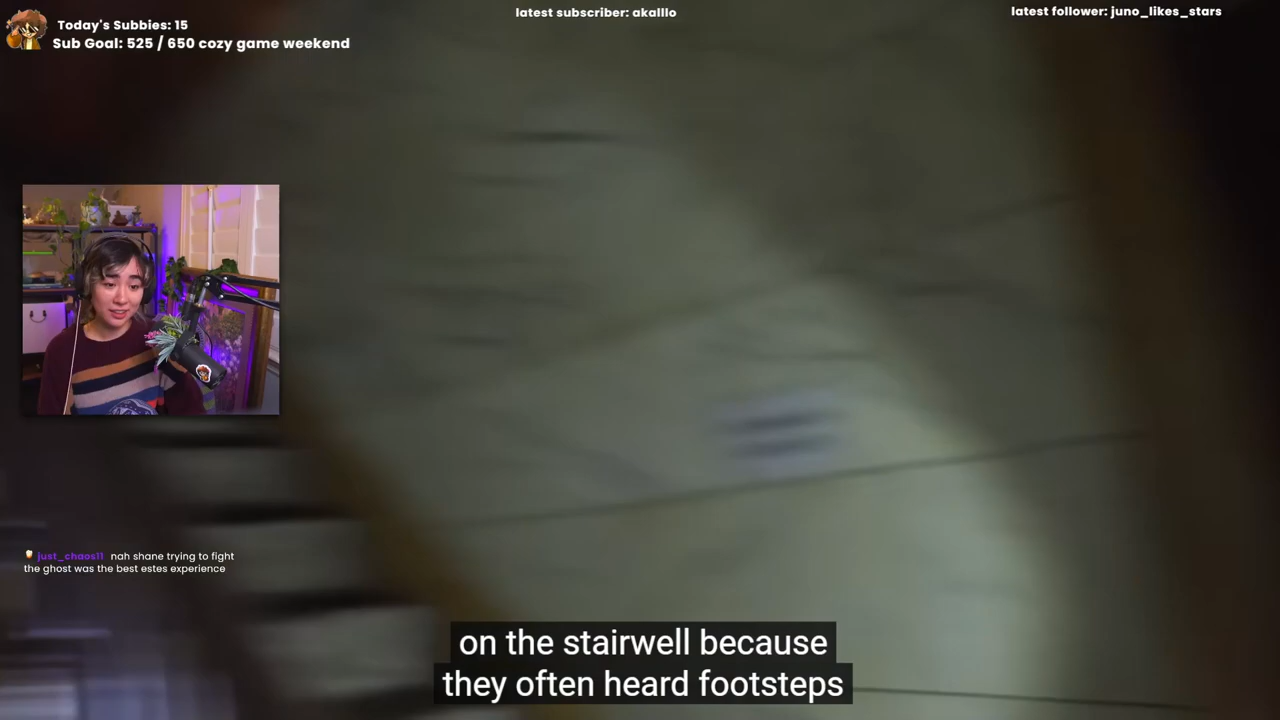 Today's Subbies: 15
Sub Goal: 525 / 650 cozy game weekend
latest subscriber: akalllo
latest follower: juno_likes_stars
just_chaos11 nah shane trying to fight
the ghost was the best estes experience
on the stairwell because
they often heard footsteps